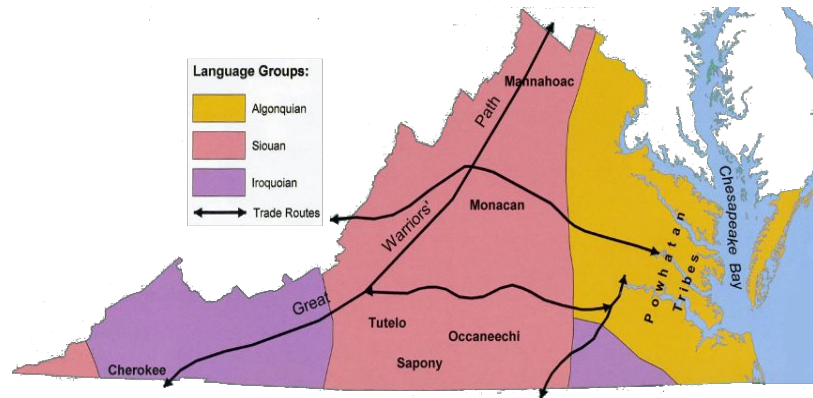 Language Groups:
Algonquian
Siouan
Iroquoian
Trade Routes
Mannahoac
Great Warriors' Path
Monacan
Chesapeake Bay
Powhatan
Tribes
Tutelo
Occaneechi
Sapony
Cherokee